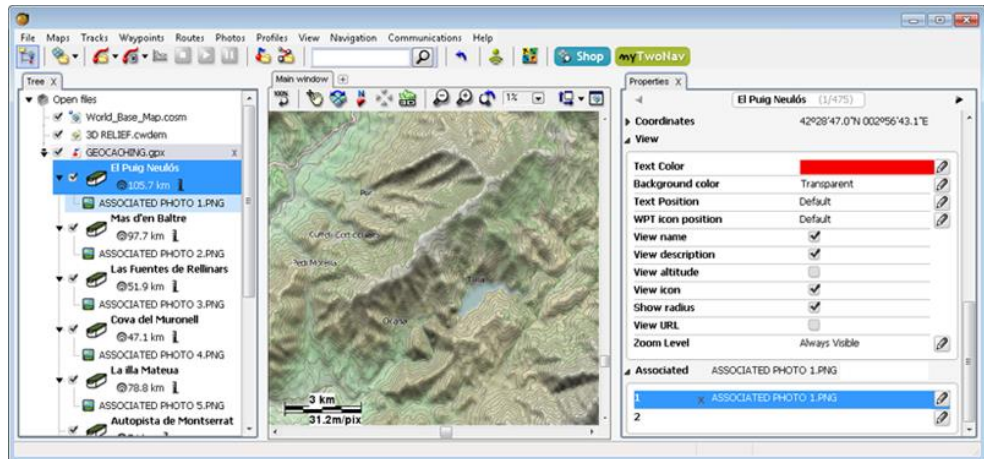 File Maps Tracks Waypoints Routes Photos Profiles View Navigation Communications Help
Shop
myTwoNav
Tree X
Open files
World_Base_Map.cosm
3D RELIEF.cwdem
GEOCACHING.gpx X
El Puig Neulós
105.7 km
ASSOCIATED PHOTO 1.PNG
Mas d'en Baltre
97.7 km
ASSOCIATED PHOTO 2.PNG
Las Fuentes de Rellinars
51.9 km
ASSOCIATED PHOTO 3.PNG
Cova del Muronell
47.1 km
ASSOCIATED PHOTO 4.PNG
La illa Mateua
78.8 km
ASSOCIATED PHOTO 5.PNG
Autopista de Montserrat
Main window
100%
1%
3 km
31.2m/pix
Properties X
El Puig Neulós (1/475)
Coordinates 42º28'47.0"N 002º56'43.1"E
View
Text Color
Background color Transparent
Text Position Default
WPT icon position Default
View name
View description
View altitude
View icon
Show radius
View URL
Zoom Level Always Visible
Associated ASSOCIATED PHOTO 1.PNG
1 x ASSOCIATED PHOTO 1.PNG
2